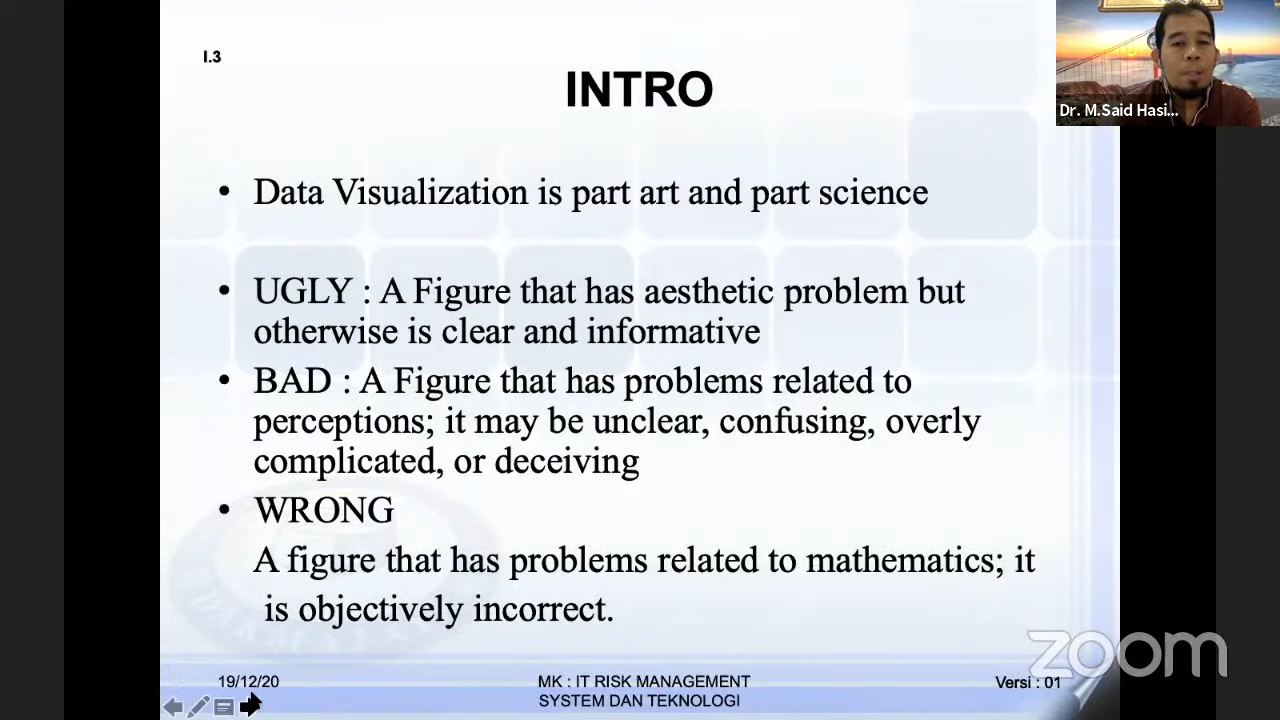 I.3
INTRO
Dr. M.Said Hasi...
• Data Visualization is part art and part science
• UGLY : A Figure that has aesthetic problem but
otherwise is clear and informative
• BAD : A Figure that has problems related to
perceptions; it may be unclear, confusing, overly
complicated, or deceiving
• WRONG
A figure that has problems related to mathematics; it
is objectively incorrect.
zoom
19/12/20
MK : IT RISK MANAGEMENT
SYSTEM DAN TEKNOLOGI
Versi : 01